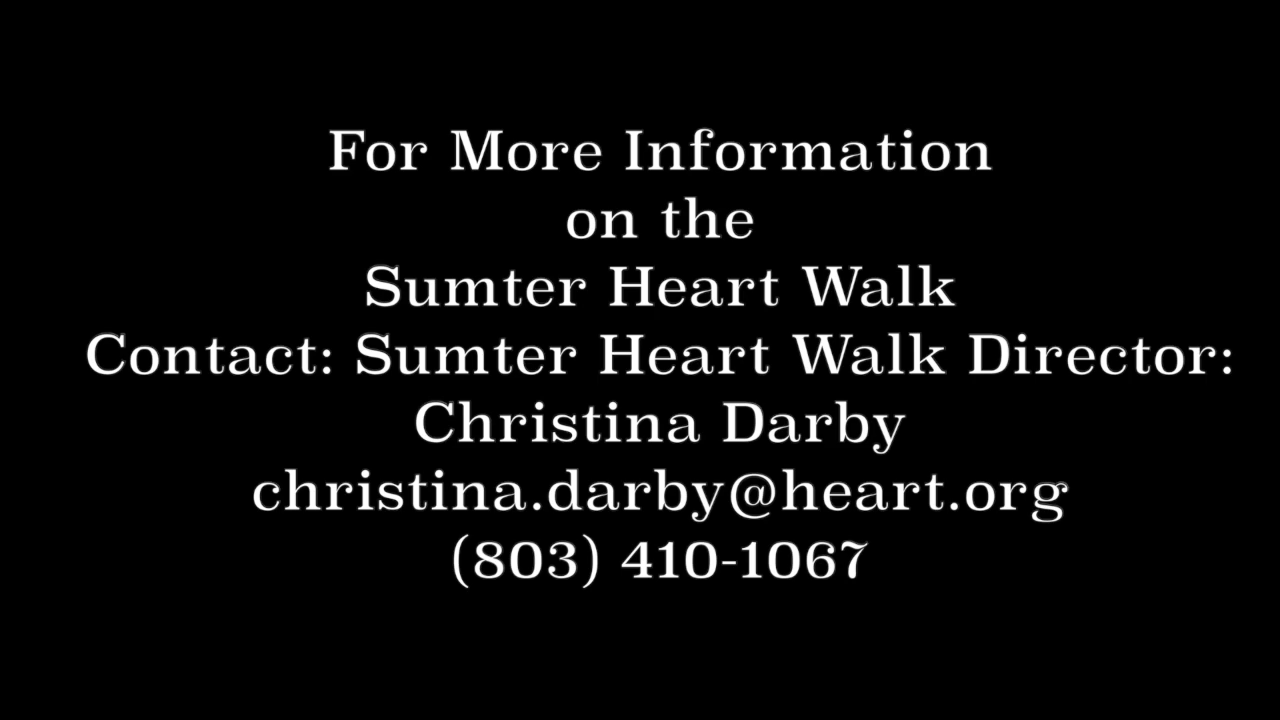 For More Information
on the
Sumter Heart Walk
Contact: Sumter Heart Walk Director:
Christina Darby
christina.darby@heart.org
(803) 410-1067